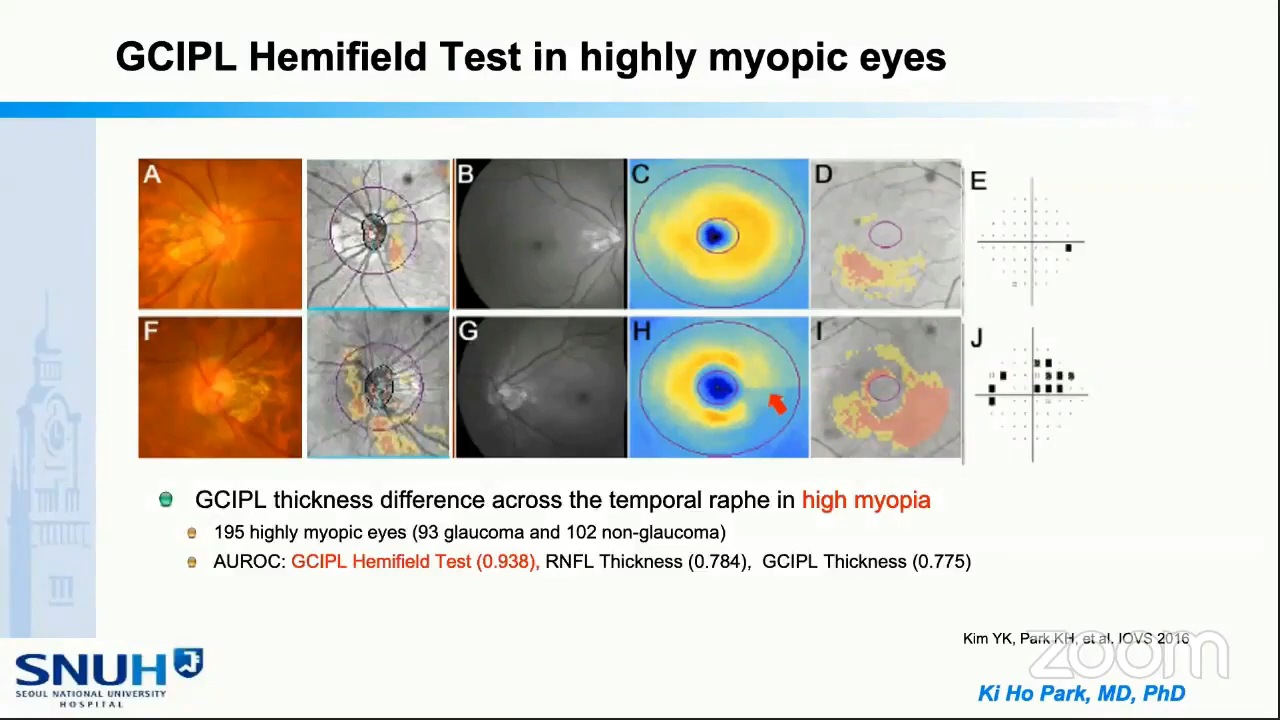 GCIPL Hemifield Test in highly myopic eyes
A
B
C
D
E
F
G
H
I
J
GCIPL thickness difference across the temporal raphe in high myopia
195 highly myopic eyes (93 glaucoma and 102 non-glaucoma)
AUROC: GCIPL Hemifield Test (0.938), RNFL Thickness (0.784), GCIPL Thickness (0.775)
Kim YK, Park KH, et al. IOVS 2016
zoom
SNUH
SEOUL NATIONAL UNIVERSITY
HOSPITAL
Ki Ho Park, MD, PhD